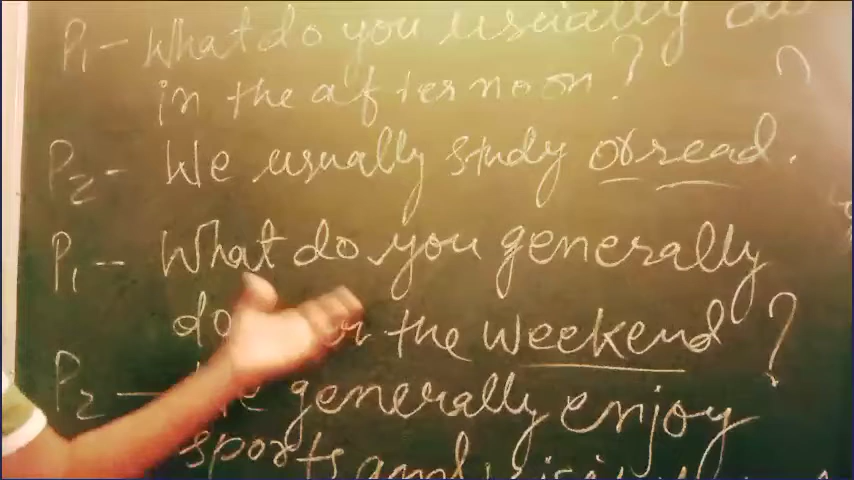 P1 - What do you usually do
in the afternoon?
P2 - We usually study or read.
P1 - What do you generally
do the weekend?
P2 - We generally enjoy
sports and